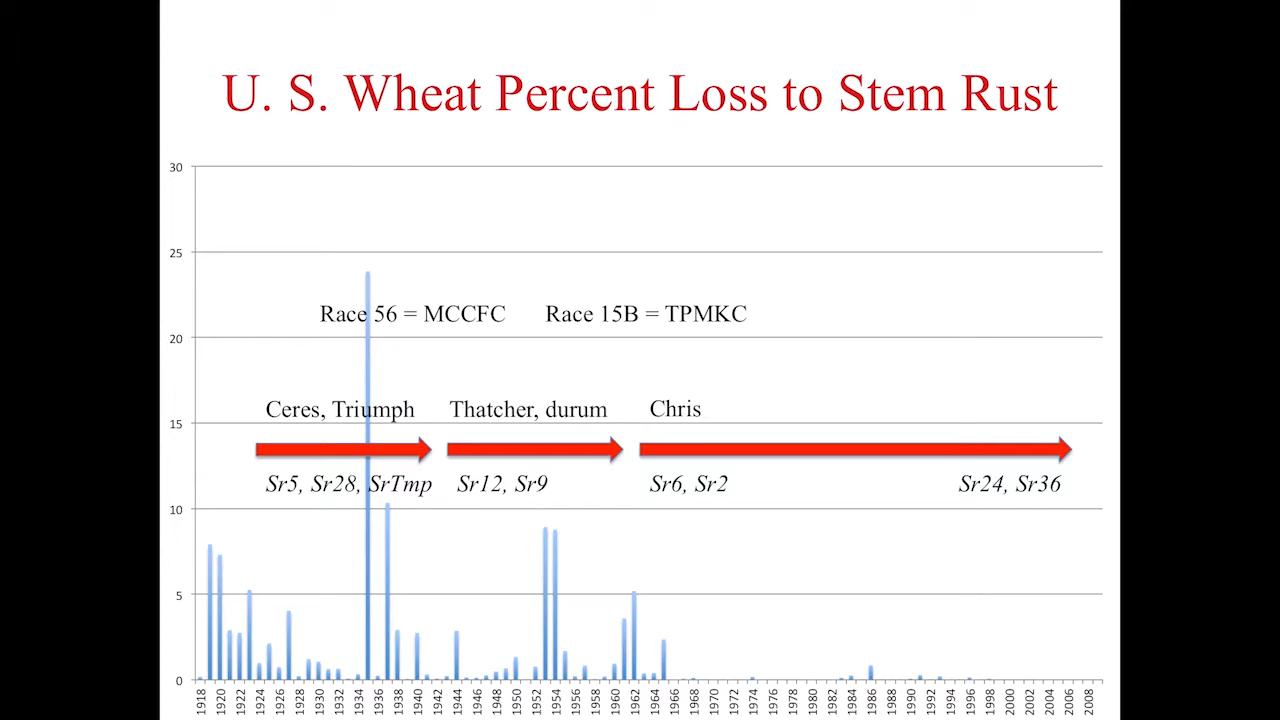 U. S. Wheat Percent Loss to Stem Rust
30
25
Race 56 = MCCFC Race 15B = TPMKC
20
Ceres, Triumph Thatcher, durum Chris
15
Sr5, Sr28, SrTmp Sr12, Sr9 Sr6, Sr2 Sr24, Sr36
10
5
0
1918 1920 1922 1924 1926 1928 1930 1932 1934 1936 1938 1940 1942 1944 1946 1948 1950 1952 1954 1956 1958 1960 1962 1964 1966 1968 1970 1972 1974 1976 1978 1980 1982 1984 1986 1988 1990 1992 1994 1996 1998 2000 2002 2004 2006 2008